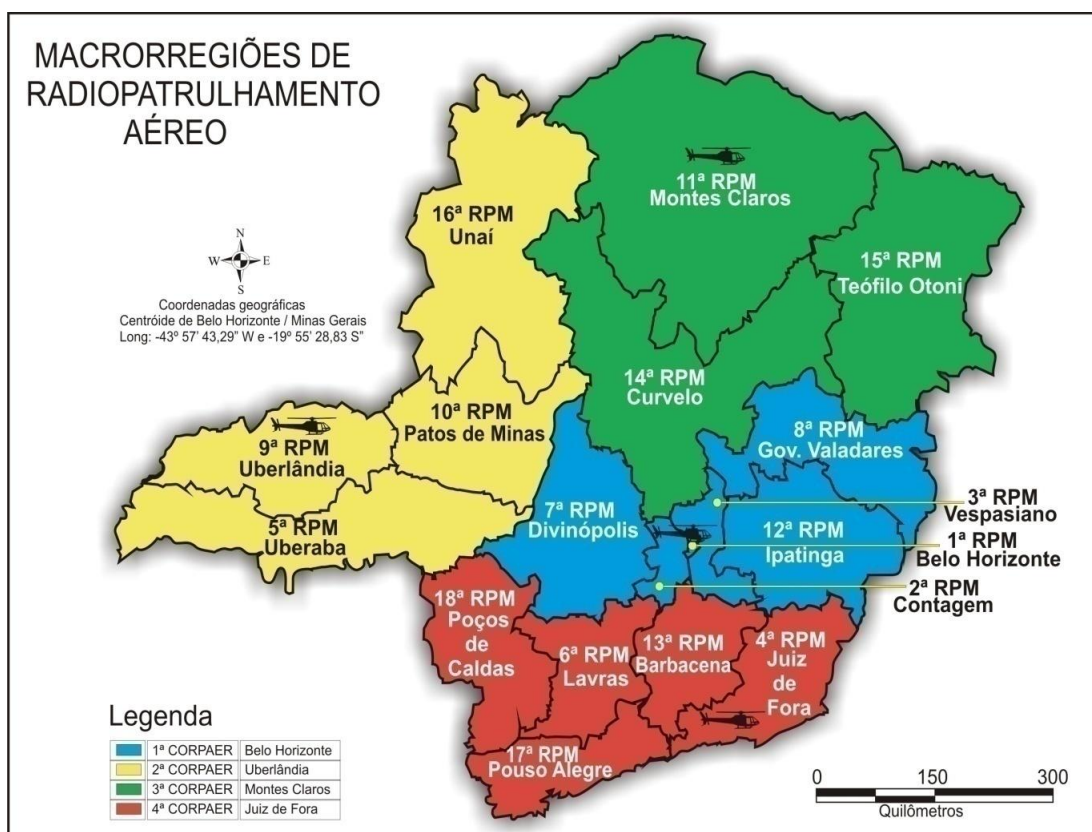 MACRORREGIÕES DE
RADIOPATRULHAMENTO
AÉREO
N
W E
S
Coordenadas geográficas
Centróide de Belo Horizonte / Minas Gerais
Long: -43º 57' 43,29" W e -19º 55' 28,83 S"
16ª RPM
Unaí
11ª RPM
Montes Claros
15ª RPM
Teófilo Otoni
14ª RPM
Curvelo
10ª RPM
Patos de Minas
9ª RPM
Uberlândia
5ª RPM
Uberaba
8ª RPM
Gov. Valadares
7ª RPM
Divinópolis
12ª RPM
Ipatinga
3ª RPM
Vespasiano
1ª RPM
Belo Horizonte
2ª RPM
Contagem
18ª RPM
Poços
de
Caldas
6ª RPM
Lavras
13ª RPM
Barbacena
4ª RPM
Juiz
de
Fora
17ª RPM
Pouso Alegre
Legenda
1ª CORPAER Belo Horizonte
2ª CORPAER Uberlândia
3ª CORPAER Montes Claros
4ª CORPAER Juiz de Fora
0 150 300
Quilômetros